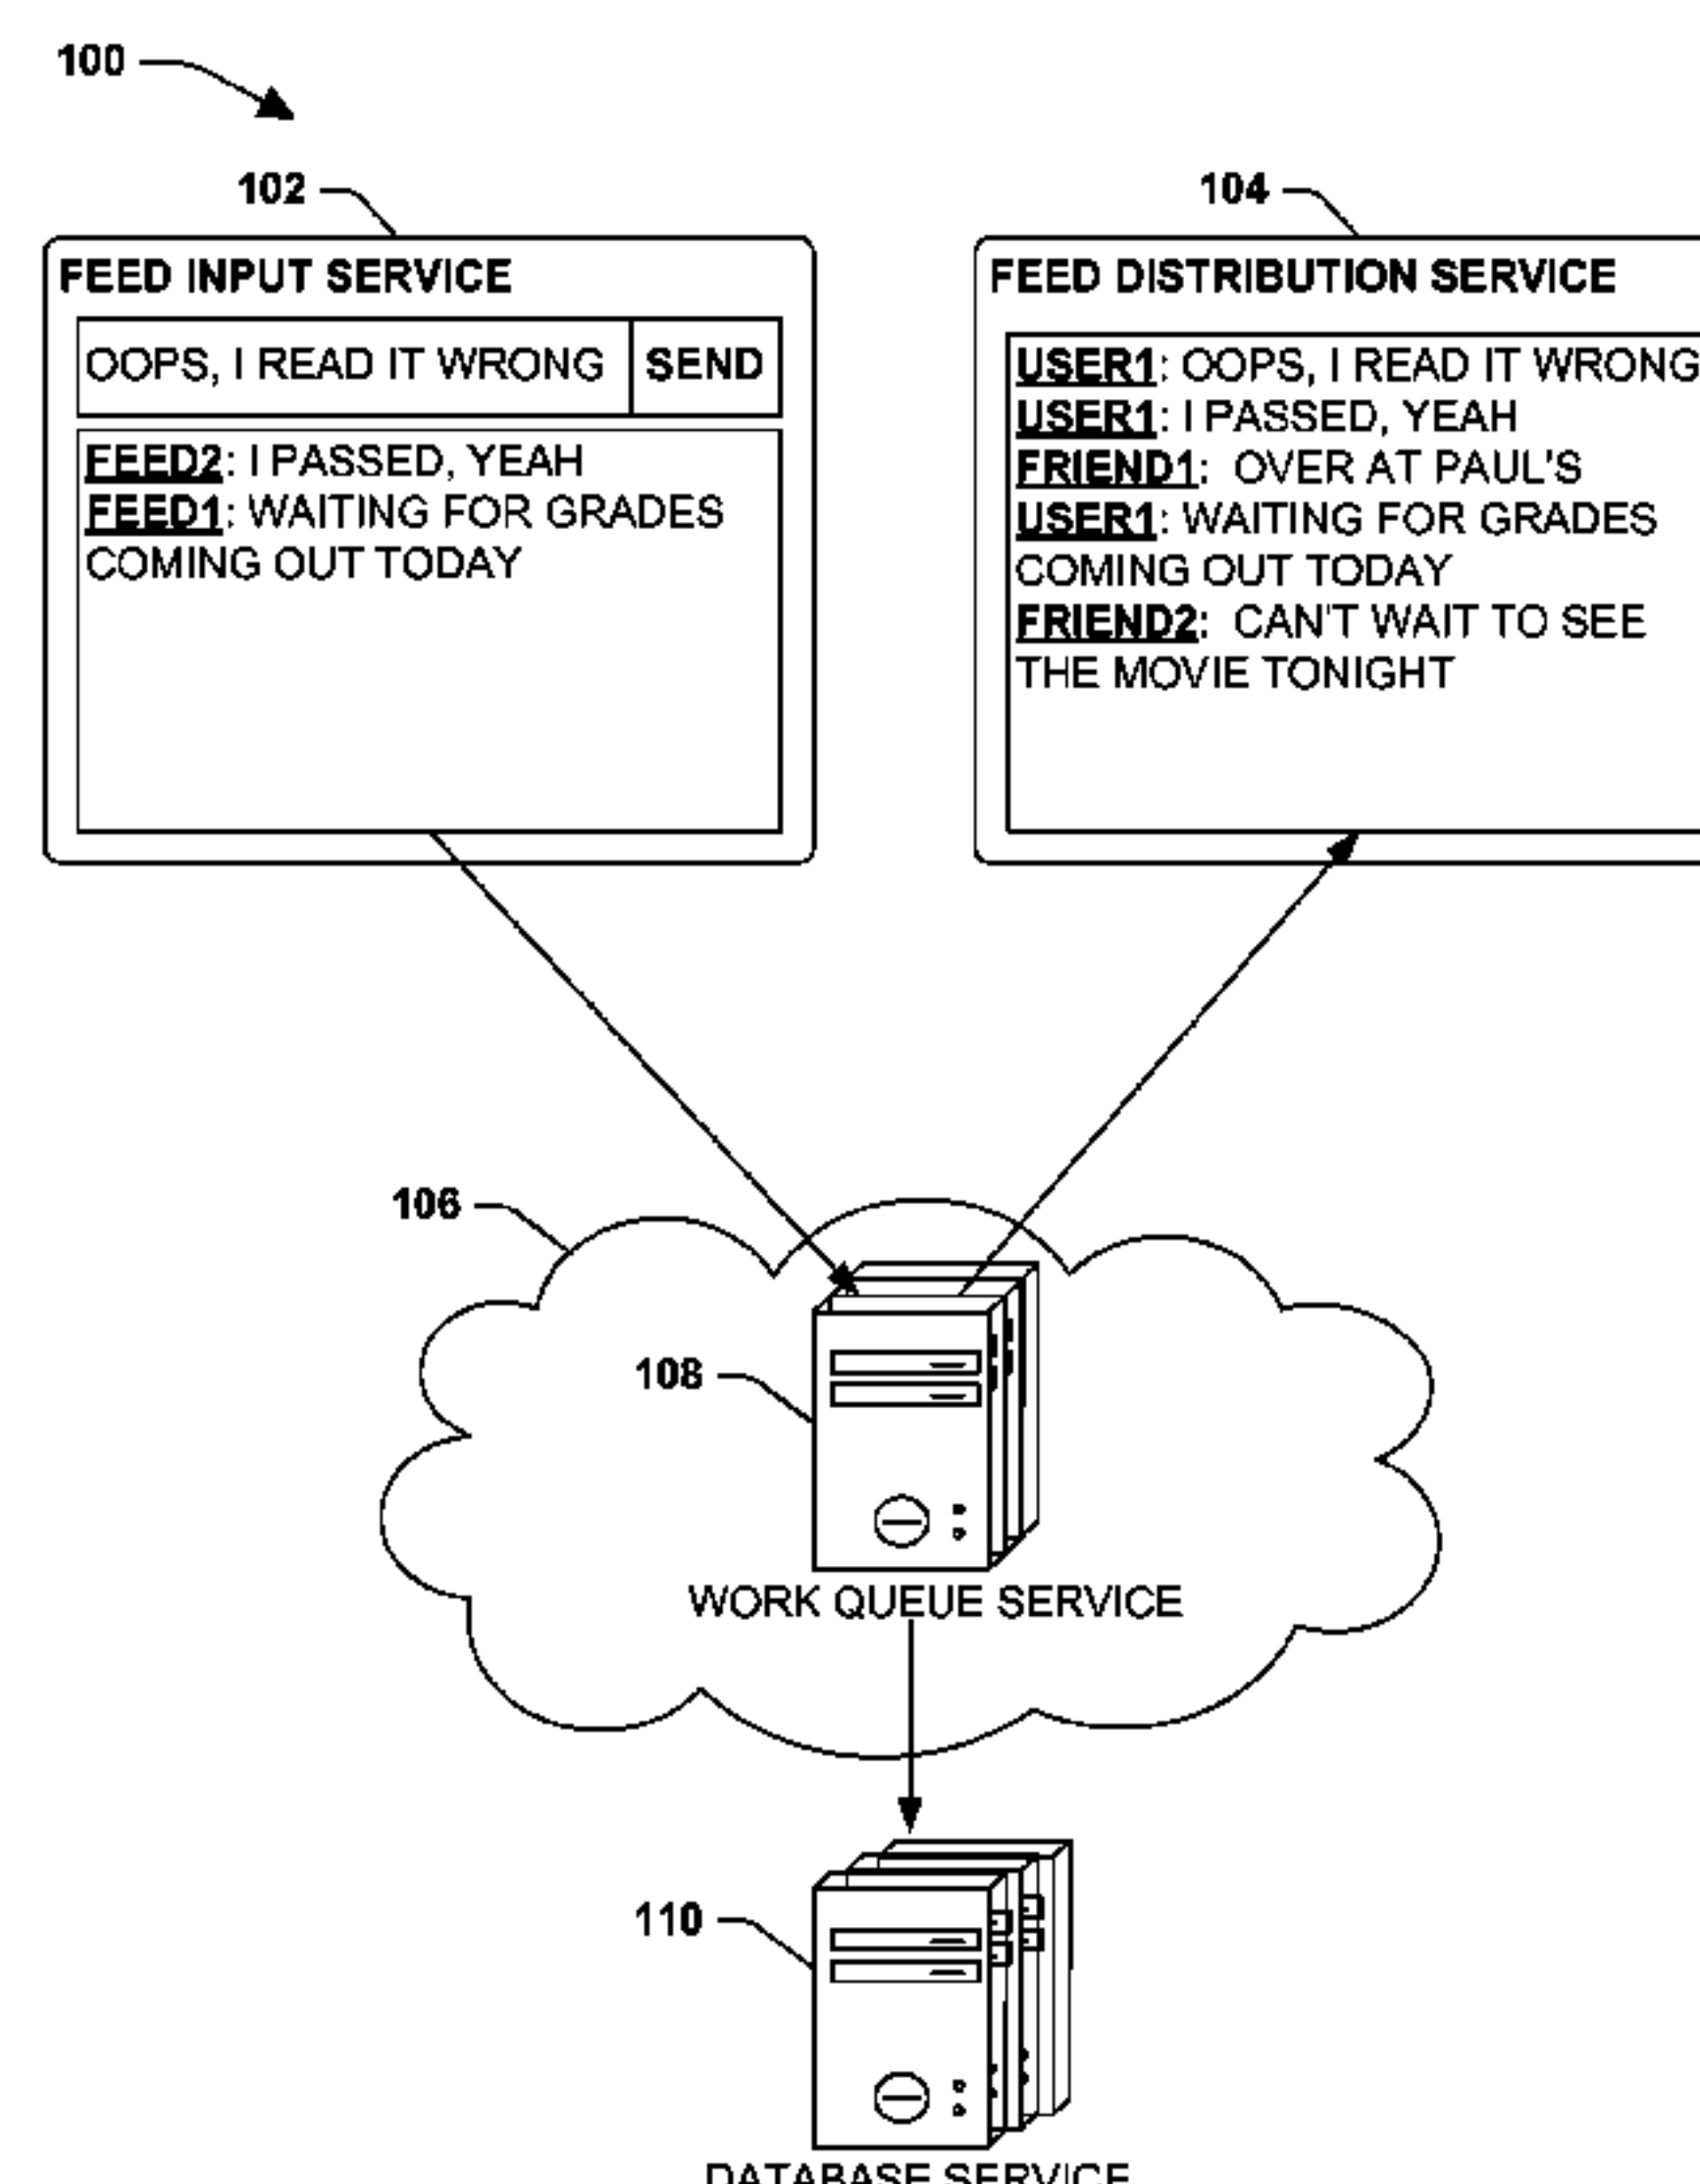 100
102
104
FEED INPUT SERVICE
OOPS, I READ IT WRONG SEND
FEED2: I PASSED, YEAH
FEED1: WAITING FOR GRADES
COMING OUT TODAY
FEED DISTRIBUTION SERVICE
USER1: OOPS, I READ IT WRONG
USER1: I PASSED, YEAH
FRIEND1: OVER AT PAUL'S
USER1: WAITING FOR GRADES
COMING OUT TODAY
FRIEND2: CAN'T WAIT TO SEE
THE MOVIE TONIGHT
106
108
WORK QUEUE SERVICE
110
DATABASE SERVICE